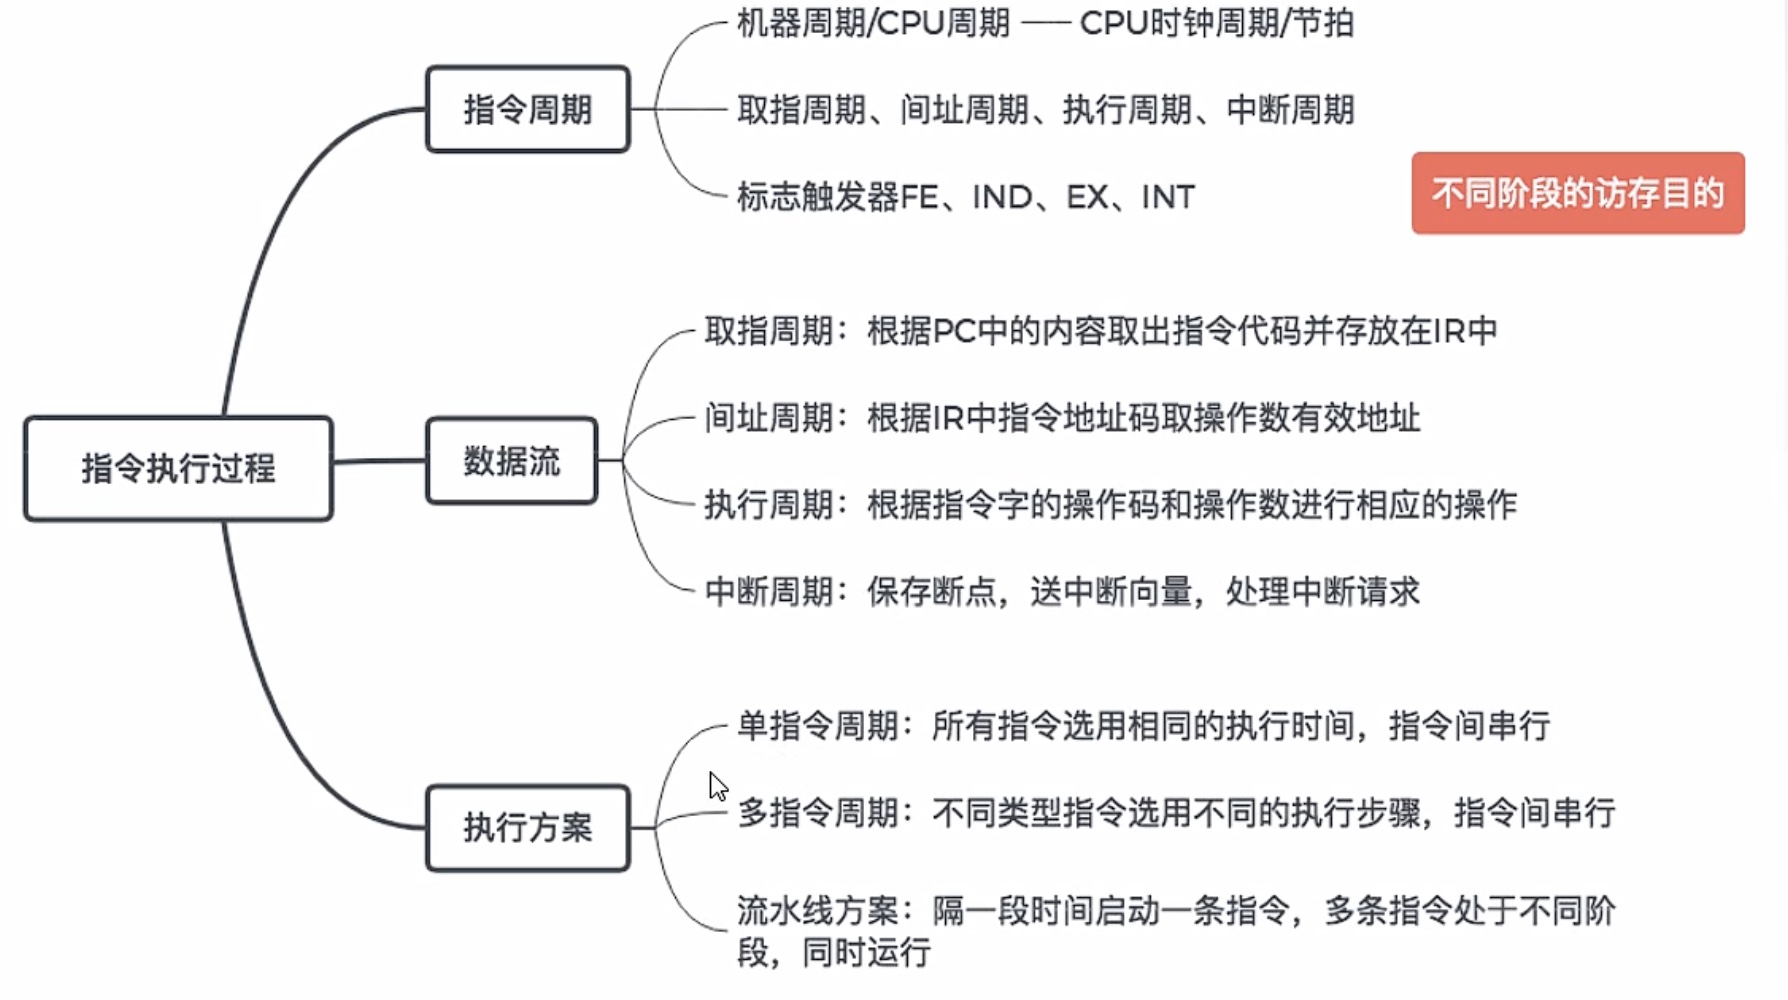 机器周期/CPU周期 —— CPU时钟周期/节拍
指令周期
取指周期、间址周期、执行周期、中断周期
标志触发器FE、IND、EX、INT
不同阶段的访存目的
取指周期：根据PC中的内容取出指令代码并存放在IR中
间址周期：根据IR中指令地址码取操作数有效地址
指令执行过程
数据流
执行周期：根据指令字的操作码和操作数进行相应的操作
中断周期：保存断点，送中断向量，处理中断请求
单指令周期：所有指令选用相同的执行时间，指令间串行
执行方案
多指令周期：不同类型指令选用不同的执行步骤，指令间串行
流水线方案：隔一段时间启动一条指令，多条指令处于不同阶
段，同时运行